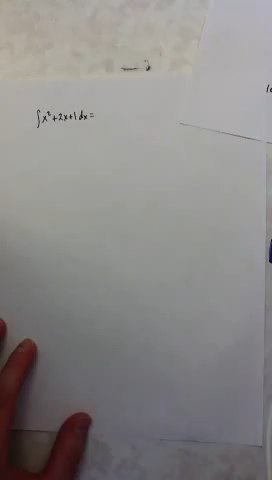 ∫x²+2x+1 dx=